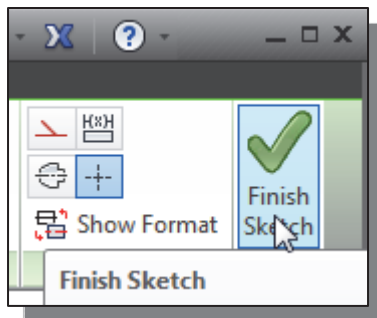 H(x)H
Show Format
Finish
Sketch
Finish Sketch